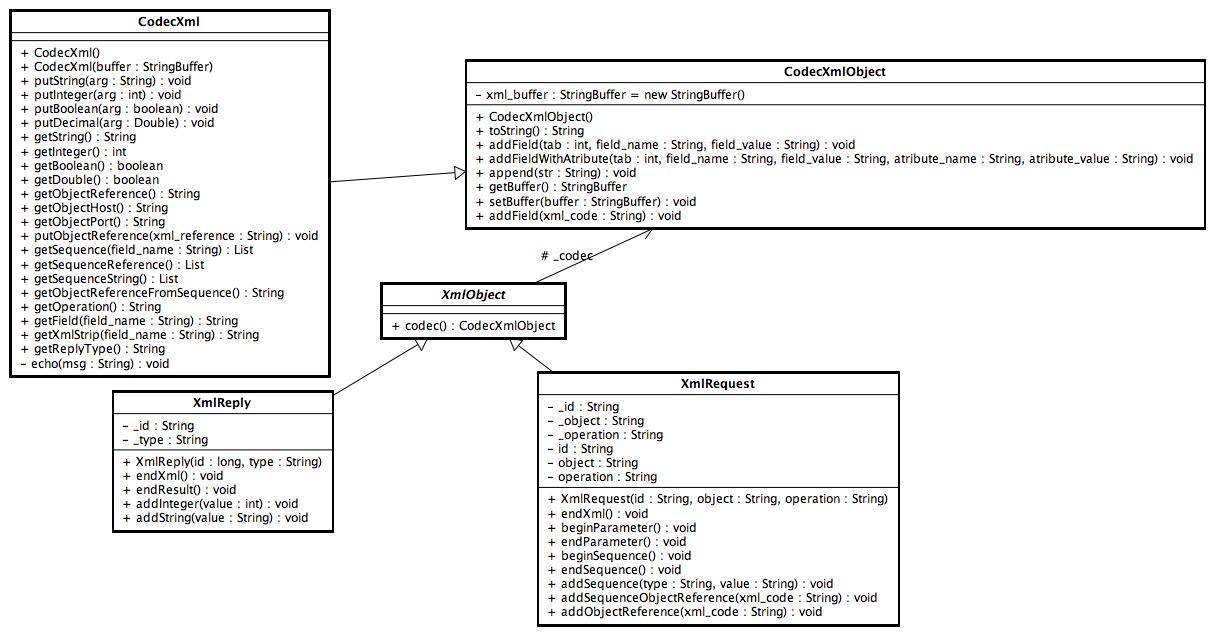 CodecXml
+ CodecXml()
+ CodecXml(buffer : StringBuffer)
+ putString(arg : String) : void
+ putInteger(arg : int) : void
+ putBoolean(arg : boolean) : void
+ putDecimal(arg : Double) : void
+ getString() : String
+ getInteger() : int
+ getBoolean() : boolean
+ getDouble() : boolean
+ getObjectReference() : String
+ getObjectHost() : String
+ getObjectPort() : String
+ putObjectReference(xml_reference : String) : void
+ getSequence(field_name : String) : List
+ getSequenceReference() : List
+ getSequenceString() : List
+ getObjectReferenceFromSequence() : String
+ getOperation() : String
+ getField(field_name : String) : String
+ getXmlStrip(field_name : String) : String
+ getReplyType() : String
- echo(msg : String) : void
CodecXmlObject
- xml_buffer : StringBuffer = new StringBuffer()
+ CodecXmlObject()
+ toString() : String
+ addField(tab : int, field_name : String, field_value : String) : void
+ addFieldWithAtribute(tab : int, field_name : String, field_value : String, atribute_name : String, atribute_value : String) : void
+ append(str : String) : void
+ getBuffer() : StringBuffer
+ setBuffer(buffer : StringBuffer) : void
+ addField(xml_code : String) : void
# _codec
XmlObject
+ codec() : CodecXmlObject
XmlReply
- _id : String
- _type : String
+ XmlReply(id : long, type : String)
+ endXml() : void
+ endResult() : void
+ addInteger(value : int) : void
+ addString(value : String) : void
XmlRequest
- _id : String
- _object : String
- _operation : String
- id : String
- object : String
- operation : String
+ XmlRequest(id : String, object : String, operation : String)
+ endXml() : void
+ beginParameter() : void
+ endParameter() : void
+ beginSequence() : void
+ endSequence() : void
+ addSequence(type : String, value : String) : void
+ addSequenceObjectReference(xml_code : String) : void
+ addObjectReference(xml_code : String) : void